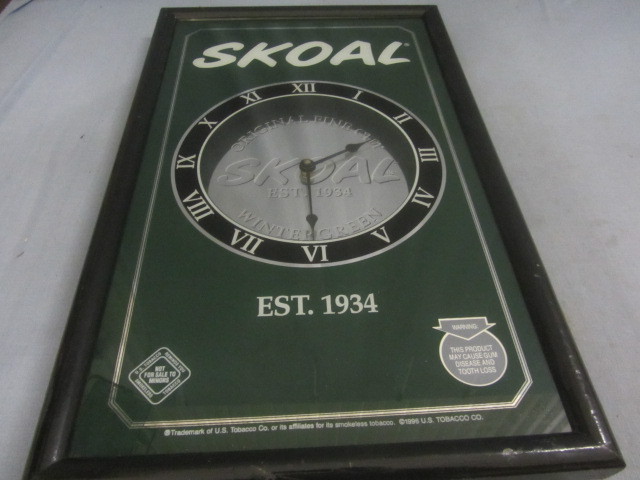 SKOAL®
XII
I
II
III
IV
V
VI
VII
VIII
IX
X
XI
ORIGINAL FINE CUT
SKOAL
EST. 1934
WINTERGREEN
EST. 1934
WARNING:
THIS PRODUCT
MAY CAUSE GUM
DISEASE AND
TOOTH LOSS
NOT
FOR SALE TO
MINORS
®Trademark of U.S. Tobacco Co. or its affiliates for its smokeless tobacco. ©1995 U.S. TOBACCO CO.